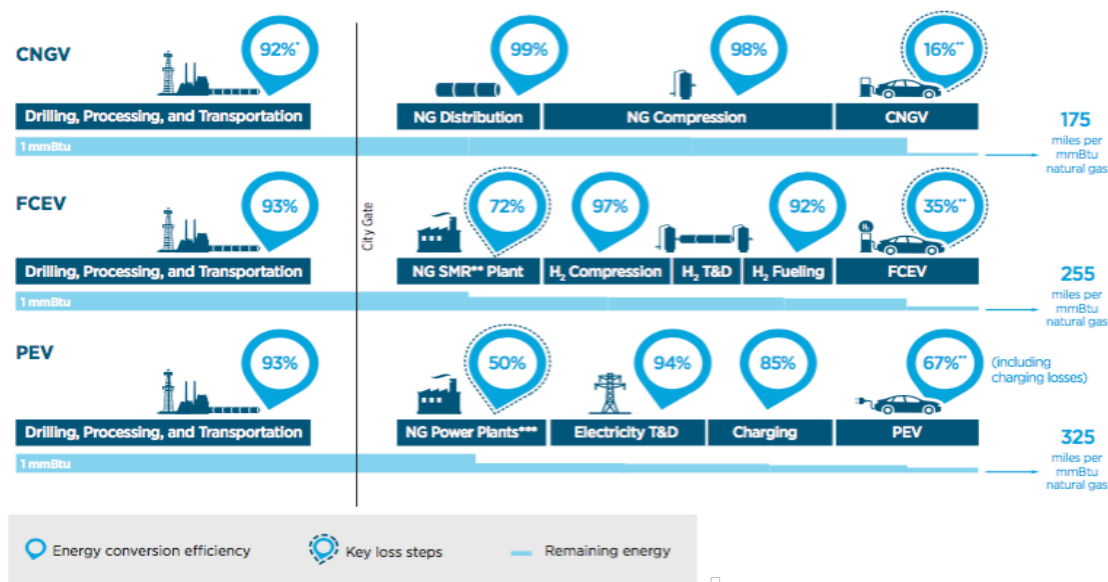 CNGV
92%*
99%
98%
16%**
Drilling, Processing, and Transportation
NG Distribution
NG Compression
CNGV
1 mmBtu
175
miles per
mmBtu
natural gas
City Gate
FCEV
93%
72%
97%
92%
35%**
H₂
Drilling, Processing, and Transportation
NG SMR** Plant
H₂ Compression
H₂ T&D
H₂ Fueling
FCEV
1 mmBtu
255
miles per
mmBtu
natural gas
PEV
93%
50%
94%
85%
67%**
(including
charging losses)
Drilling, Processing, and Transportation
NG Power Plants***
Electricity T&D
Charging
PEV
1 mmBtu
325
miles per
mmBtu
natural gas
Energy conversion efficiency
Key loss steps
Remaining energy